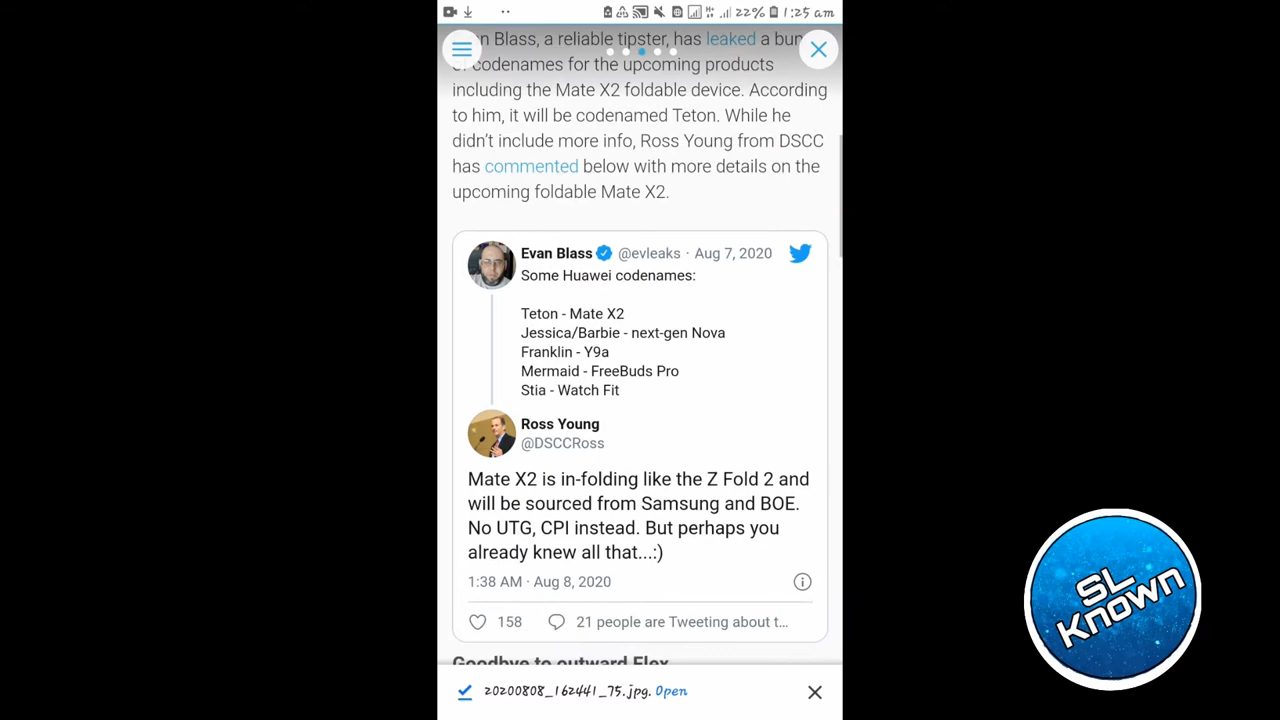 22% 1:25 am
Blass, a reliable tipster, has leaked a
codenames for the upcoming products
including the Mate X2 foldable device. According
to him, it will be codenamed Teton. While he
didn’t include more info, Ross Young from DSCC
has commented below with more details on the
upcoming foldable Mate X2.
Evan Blass @evleaks · Aug 7, 2020
Some Huawei codenames:
Teton - Mate X2
Jessica/Barbie - next-gen Nova
Franklin - Y9a
Mermaid - FreeBuds Pro
Stia - Watch Fit
Ross Young
@DSCCRoss
Mate X2 is in-folding like the Z Fold 2 and
will be sourced from Samsung and BOE.
No UTG, CPI instead. But perhaps you
already knew all that...:)
1:38 AM · Aug 8, 2020
158 21 people are Tweeting about t...
Goodbye to outward Flex
20200808_162441_75.jpg. Open
SL
Known